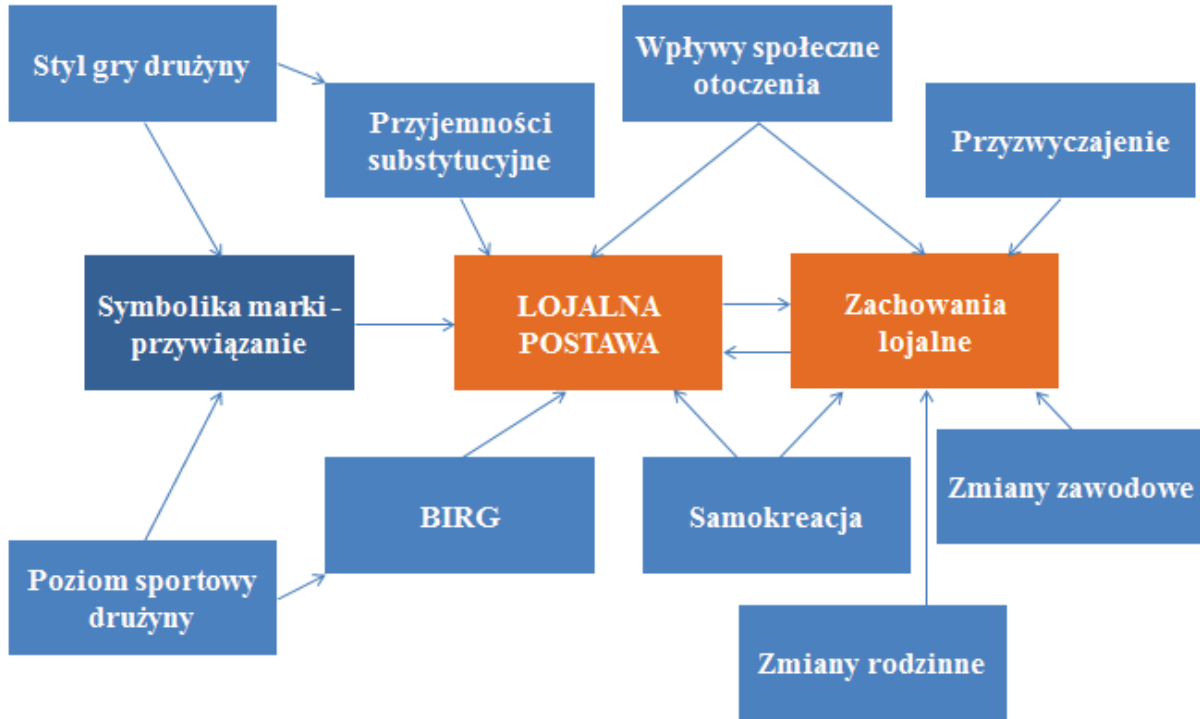 Styl gry drużyny
Wpływy społeczne
otoczenia
Przyjemności
substytucyjne
Przyzwyczajenie
Symbolika marki -
przywiązanie
LOJALNA
POSTAWA
Zachowania
lojalne
BIRG
Samokreacja
Zmiany zawodowe
Poziom sportowy
drużyny
Zmiany rodzinne